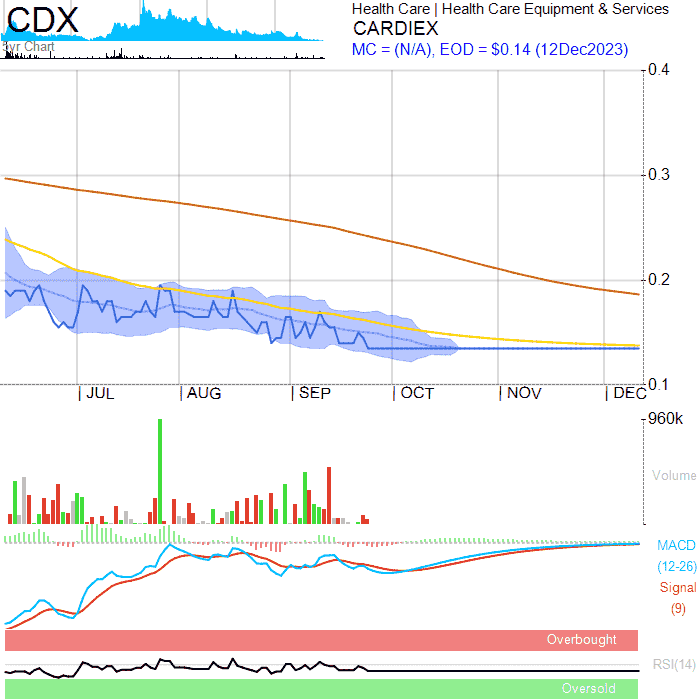 CDX
Health Care | Health Care Equipment & Services
CARDIEX
3yr Chart
MC = (N/A), EOD = $0.14 (12Dec2023)
0.4
0.3
0.2
0.1
| JUL | AUG | SEP | OCT | NOV | DEC
960k
Volume
MACD
(12-26)
Signal
(9)
Overbought
RSI(14)
Oversold